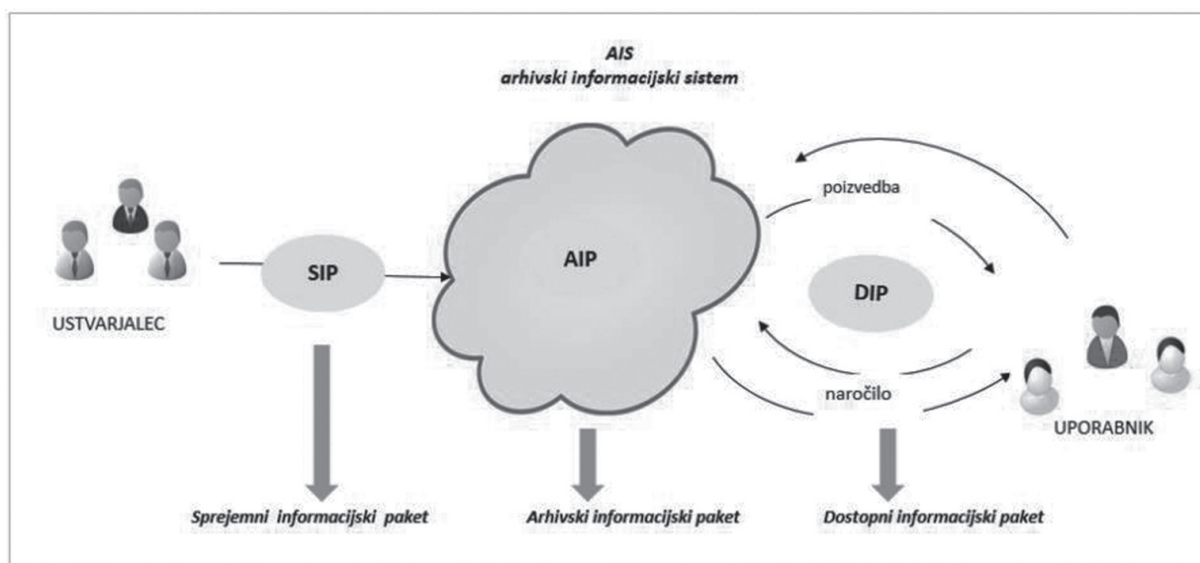 AIS
arhivski informacijski sistem
poizvedba
AIP
SIP
DIP
USTVARJALEC
naročilo
UPORABNIK
Sprejemni informacijski paket
Arhivski informacijski paket
Dostopni informacijski paket